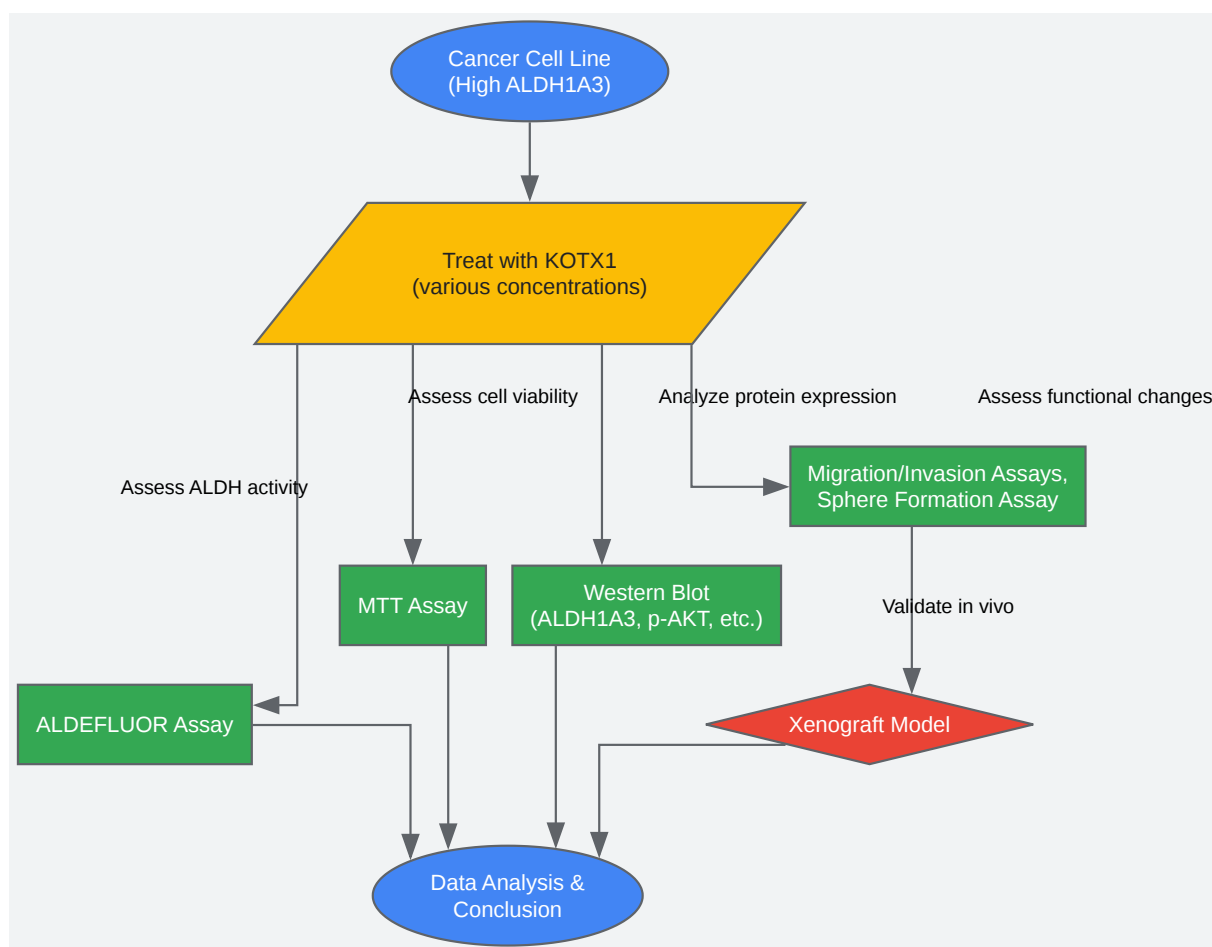 Cancer Cell Line
(High ALDH1A3)
Treat with KOTX1
(various concentrations)
Assess cell viability
Analyze protein expression
Assess functional changes
Migration/Invasion Assays,
Sphere Formation Assay
Assess ALDH activity
MTT Assay
Western Blot
(ALDH1A3, p-AKT, etc.)
Validate in vivo
ALDEFLUOR Assay
Xenograft Model
Data Analysis &
Conclusion